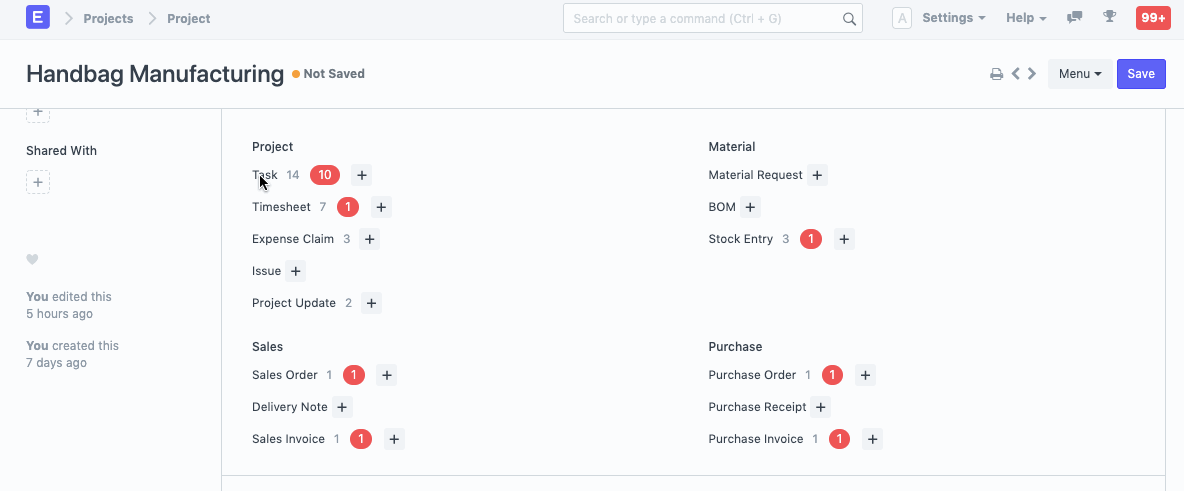 E Projects Project Search or type a command (Ctrl + G) A Settings Help 99+
Handbag Manufacturing Not Saved Menu Save
+
Shared With
+
You edited this
5 hours ago
You created this
7 days ago
Project
Task 14 10 +
Timesheet 7 1 +
Expense Claim 3 +
Issue +
Project Update 2 +
Material
Material Request +
BOM +
Stock Entry 3 1 +
Sales
Sales Order 1 1 +
Delivery Note +
Sales Invoice 1 1 +
Purchase
Purchase Order 1 1 +
Purchase Receipt +
Purchase Invoice 1 1 +